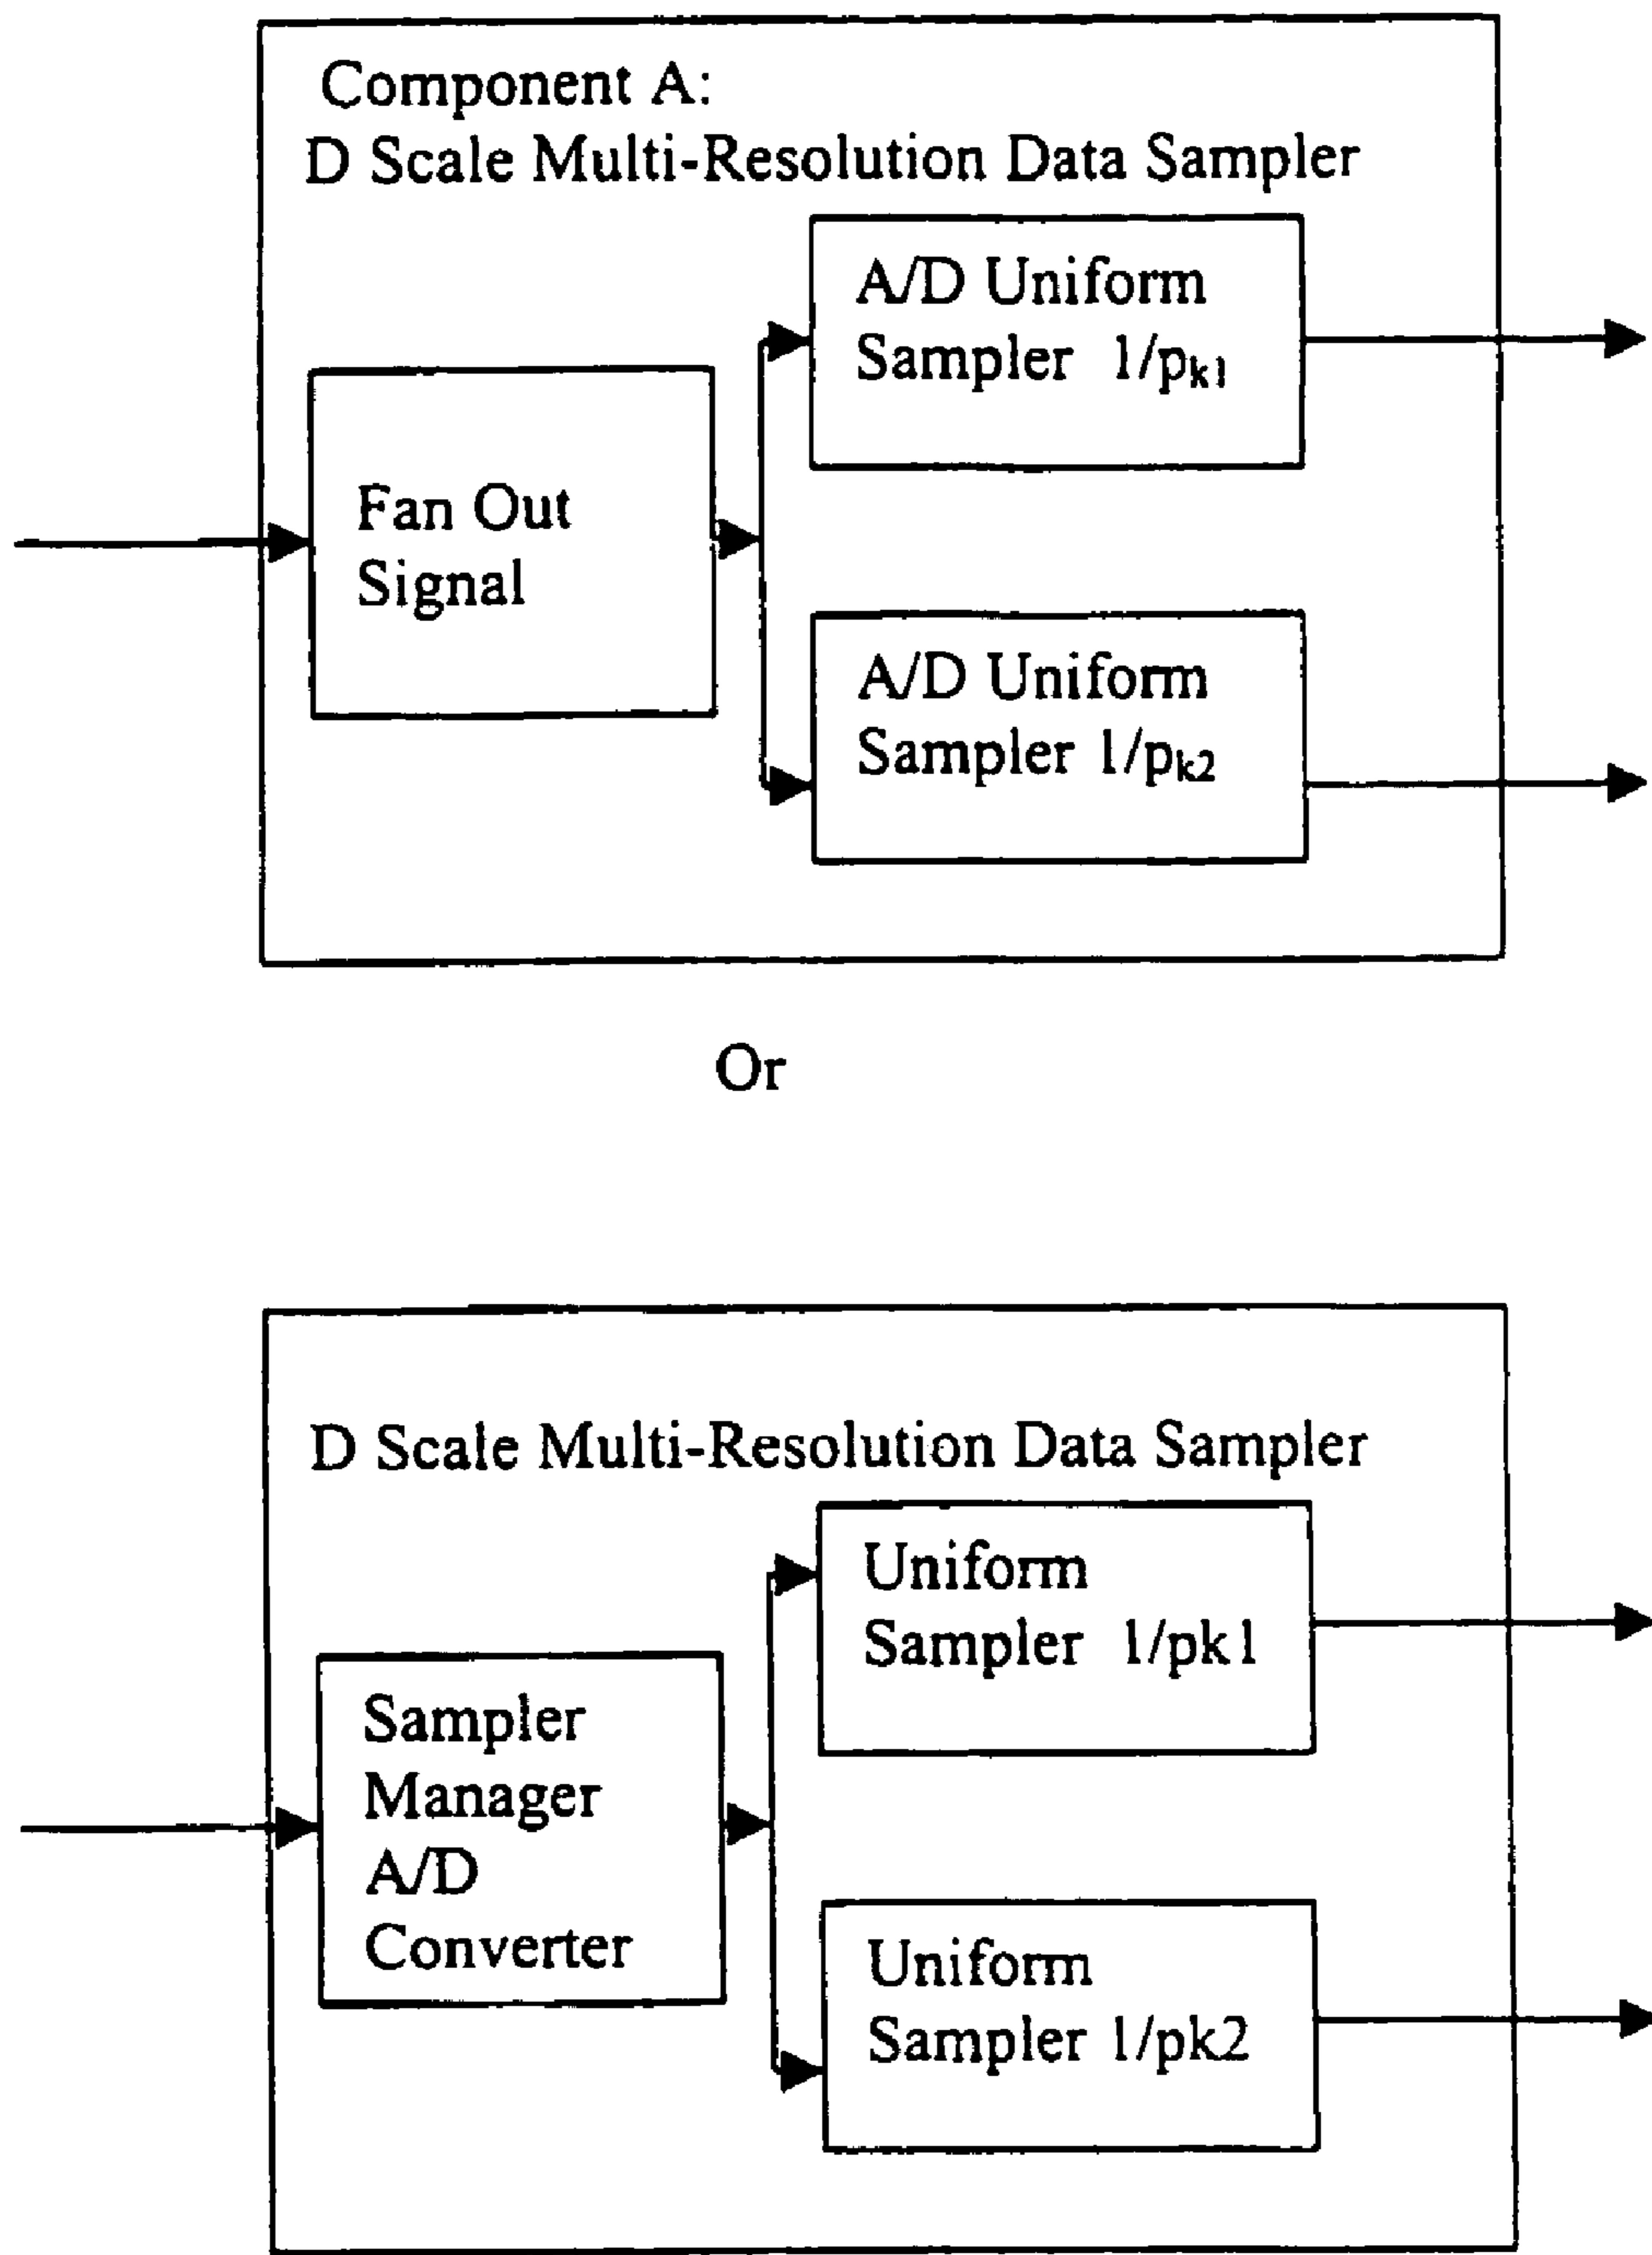 Component A:
D Scale Multi-Resolution Data Sampler
A/D Uniform
Sampler 1/pk1
Fan Out
Signal
A/D Uniform
Sampler 1/pk2
Or
D Scale Multi-Resolution Data Sampler
Uniform
Sampler 1/pk1
Sampler
Manager
A/D
Converter
Uniform
Sampler 1/pk2